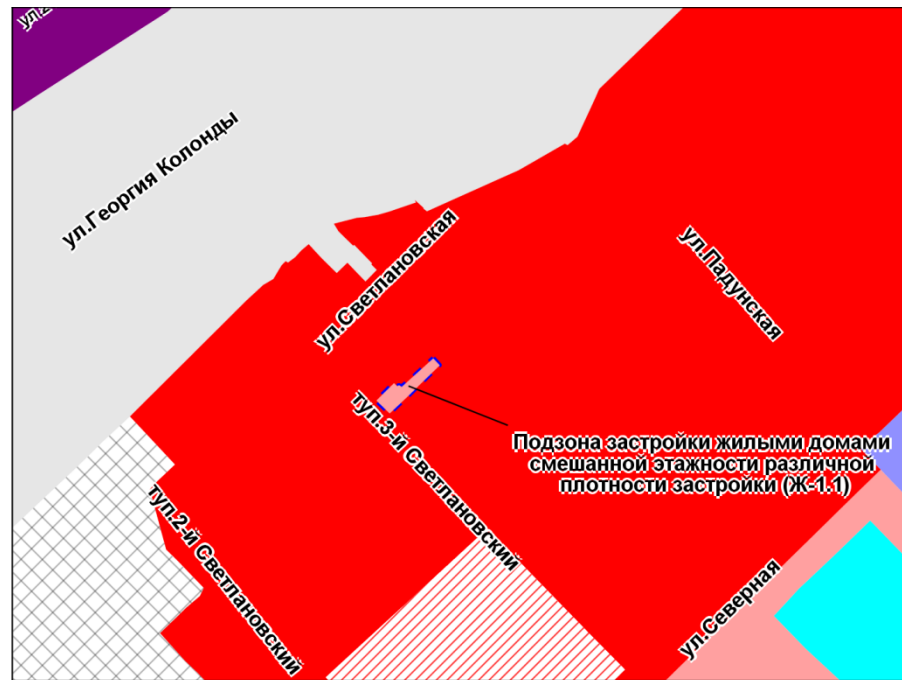 ул.Георгия Колонды
ул.Светлановская
ул.Падунская
туп.3-й Светлановский
Подзона застройки жилыми домами
смешанной этажности различной
плотности застройки (Ж-1.1)
туп.2-й Светлановский
ул.Северная